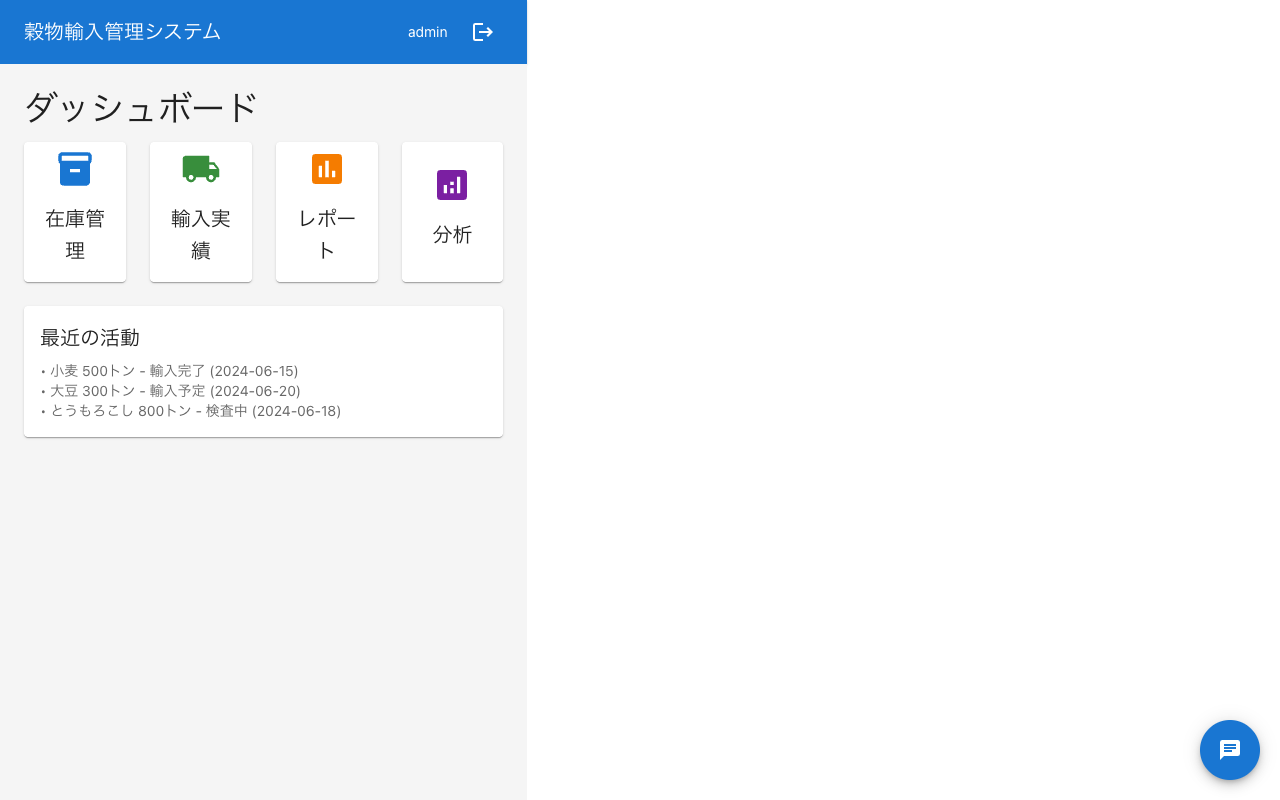 穀物輸入管理システム
admin
ダッシュボード
在庫管
理
輸入実
績
レポー
ト
分析
最近の活動
• 小麦 500トン - 輸入完了 (2024-06-15)
• 大豆 300トン - 輸入予定 (2024-06-20)
• とうもろこし 800トン - 検査中 (2024-06-18)